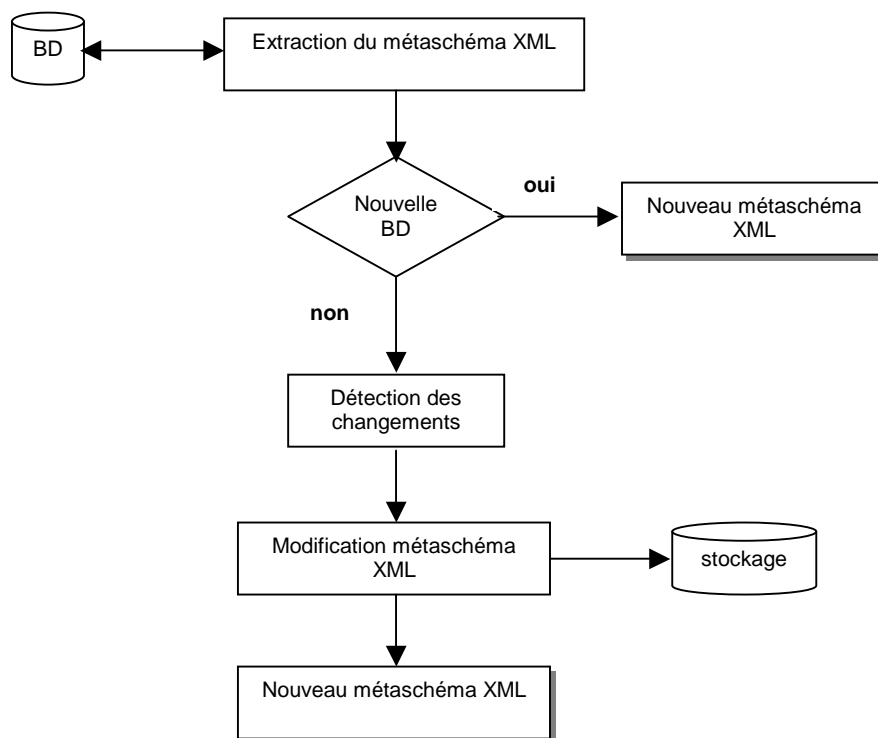 BD
Extraction du métaschéma XML
Nouvelle
BD
oui
Nouveau métaschéma
XML
non
Détection des
changements
Modification métaschéma
XML
stockage
Nouveau métaschéma XML